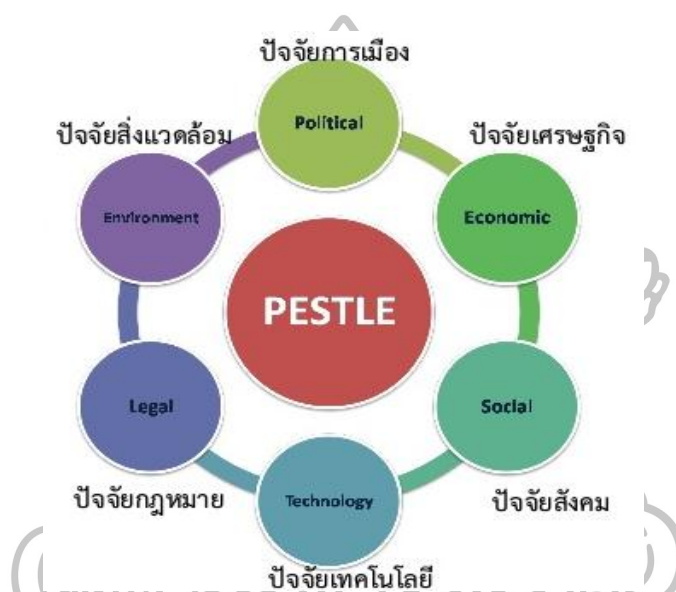 ปัจจัยการเมือง
Political
ปัจจัยสิ่งแวดล้อม
ปัจจัยเศรษฐกิจ
Environment
Economic
PESTLE
Legal
Social
ปัจจัยกฎหมาย
Technology
ปัจจัยสังคม
ปัจจัยเทคโนโลยี